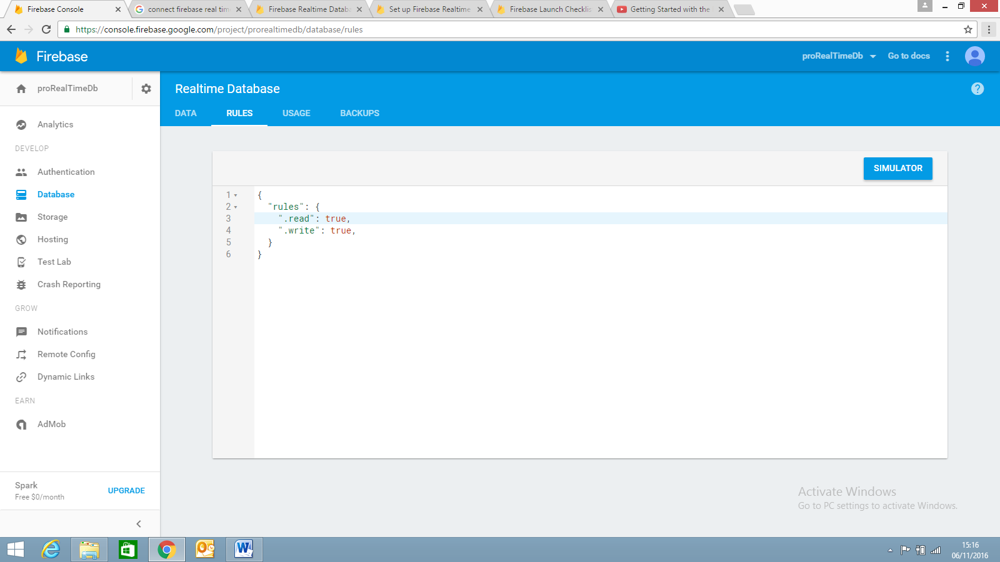 Firebase Console
connect firebase real tim
Firebase Realtime Databa
Set up Firebase Realtime
Firebase Launch Checklis
Getting Started with the
https://console.firebase.google.com/project/prorealtimedb/database/rules
Firebase
proRealTimeDb
Go to docs
proRealTimeDb
Realtime Database
?
DATA
RULES
USAGE
BACKUPS
Analytics
DEVELOP
Authentication
Database
Storage
Hosting
Test Lab
Crash Reporting
GROW
Notifications
Remote Config
Dynamic Links
EARN
AdMob
Spark
Free $0/month
UPGRADE
SIMULATOR
1 {
2 "rules": {
3 ".read": true,
4 ".write": true,
5 }
6 }
Activate Windows
Go to PC settings to activate Windows.
15:16
06/11/2016